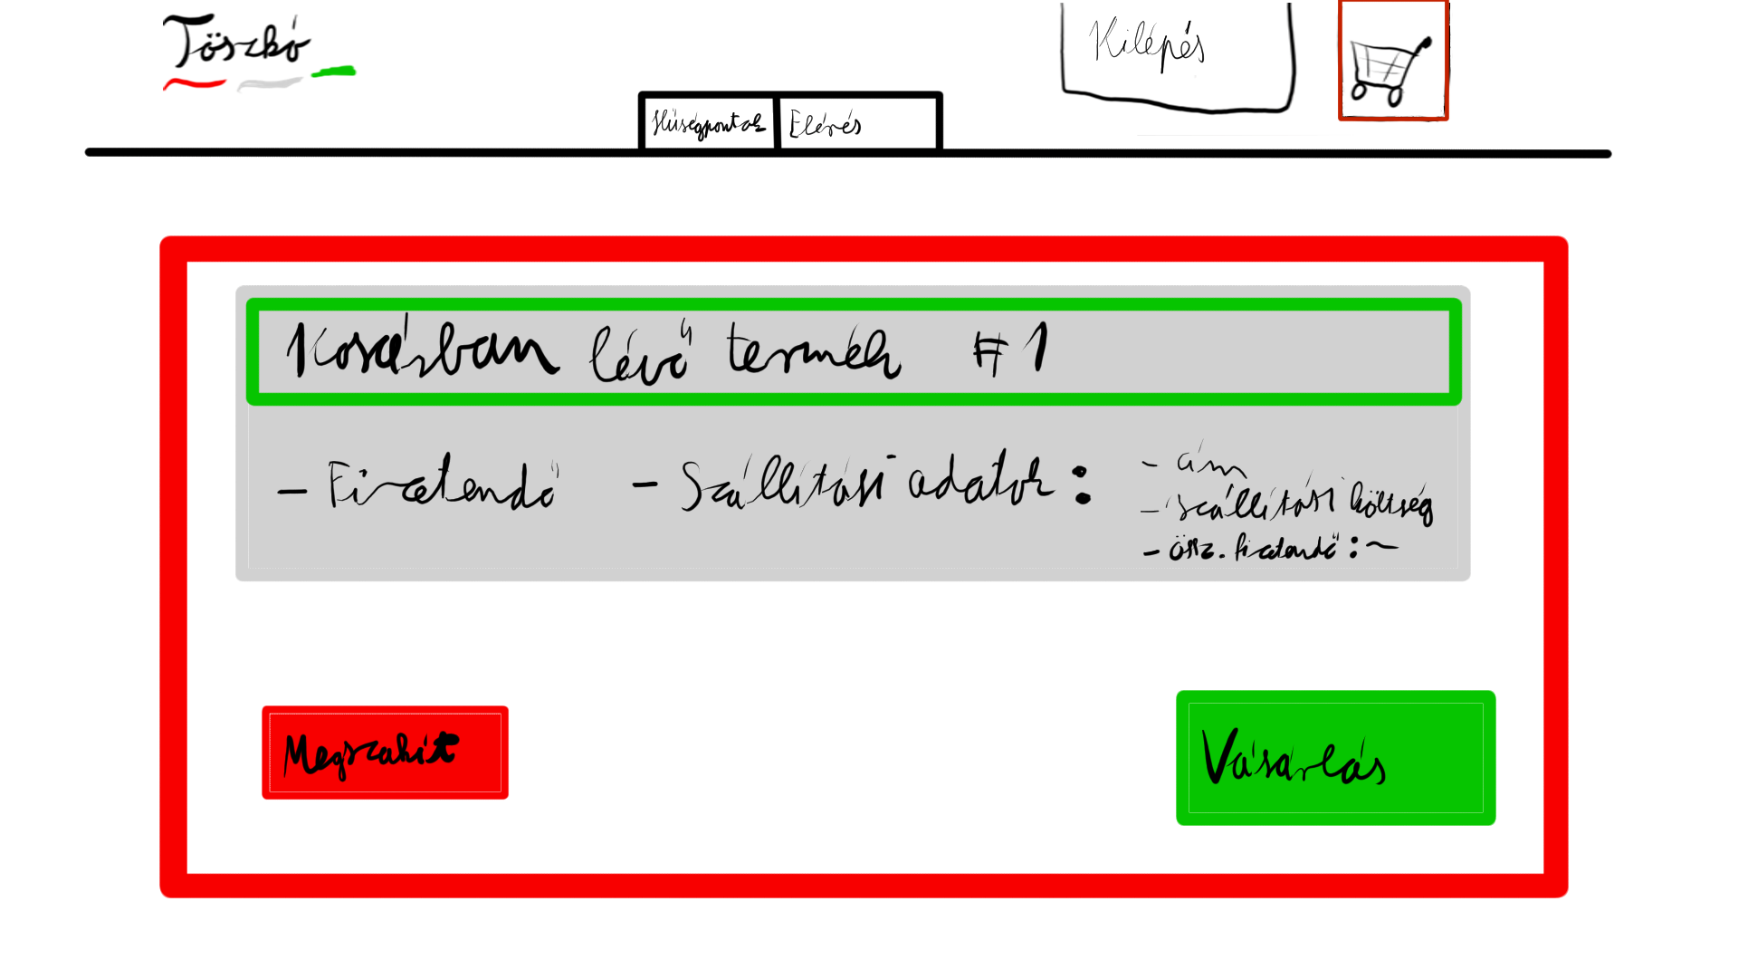 Töszkó
Kilépés
Hűségpontok Elérés
Kosárban lévő termék #1
- Fizetendő - Szállítási adatok:
- cím
- szállítási költség
- össz. fizetendő: ~
Megszakít
Vásárlás